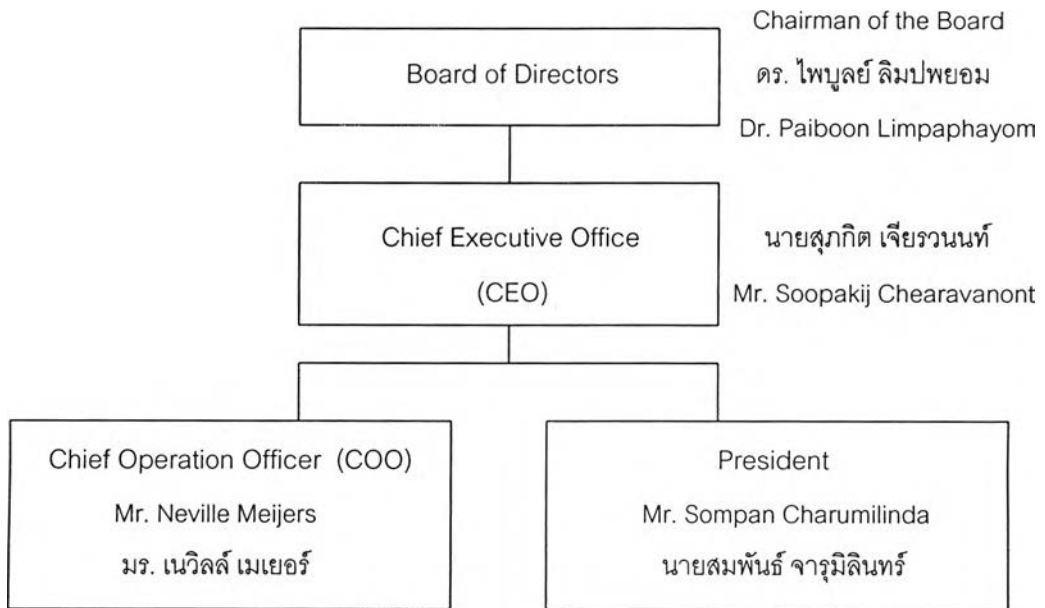 Chairman of the Board
Board of Directors
ดร. ไพบูลย์ ลิมปพยอม
Dr. Paiboon Limpaphayom
Chief Executive Office
(CEO)
นายสุภกิต เจียรวนนท์
Mr. Soopakij Chearavanont
Chief Operation Officer (COO)
Mr. Neville Meijers
มร. เนวิลล์ เมเยอร์
President
Mr. Sompan Charumilinda
นายสมพันธ์ จารุมิลินทร์